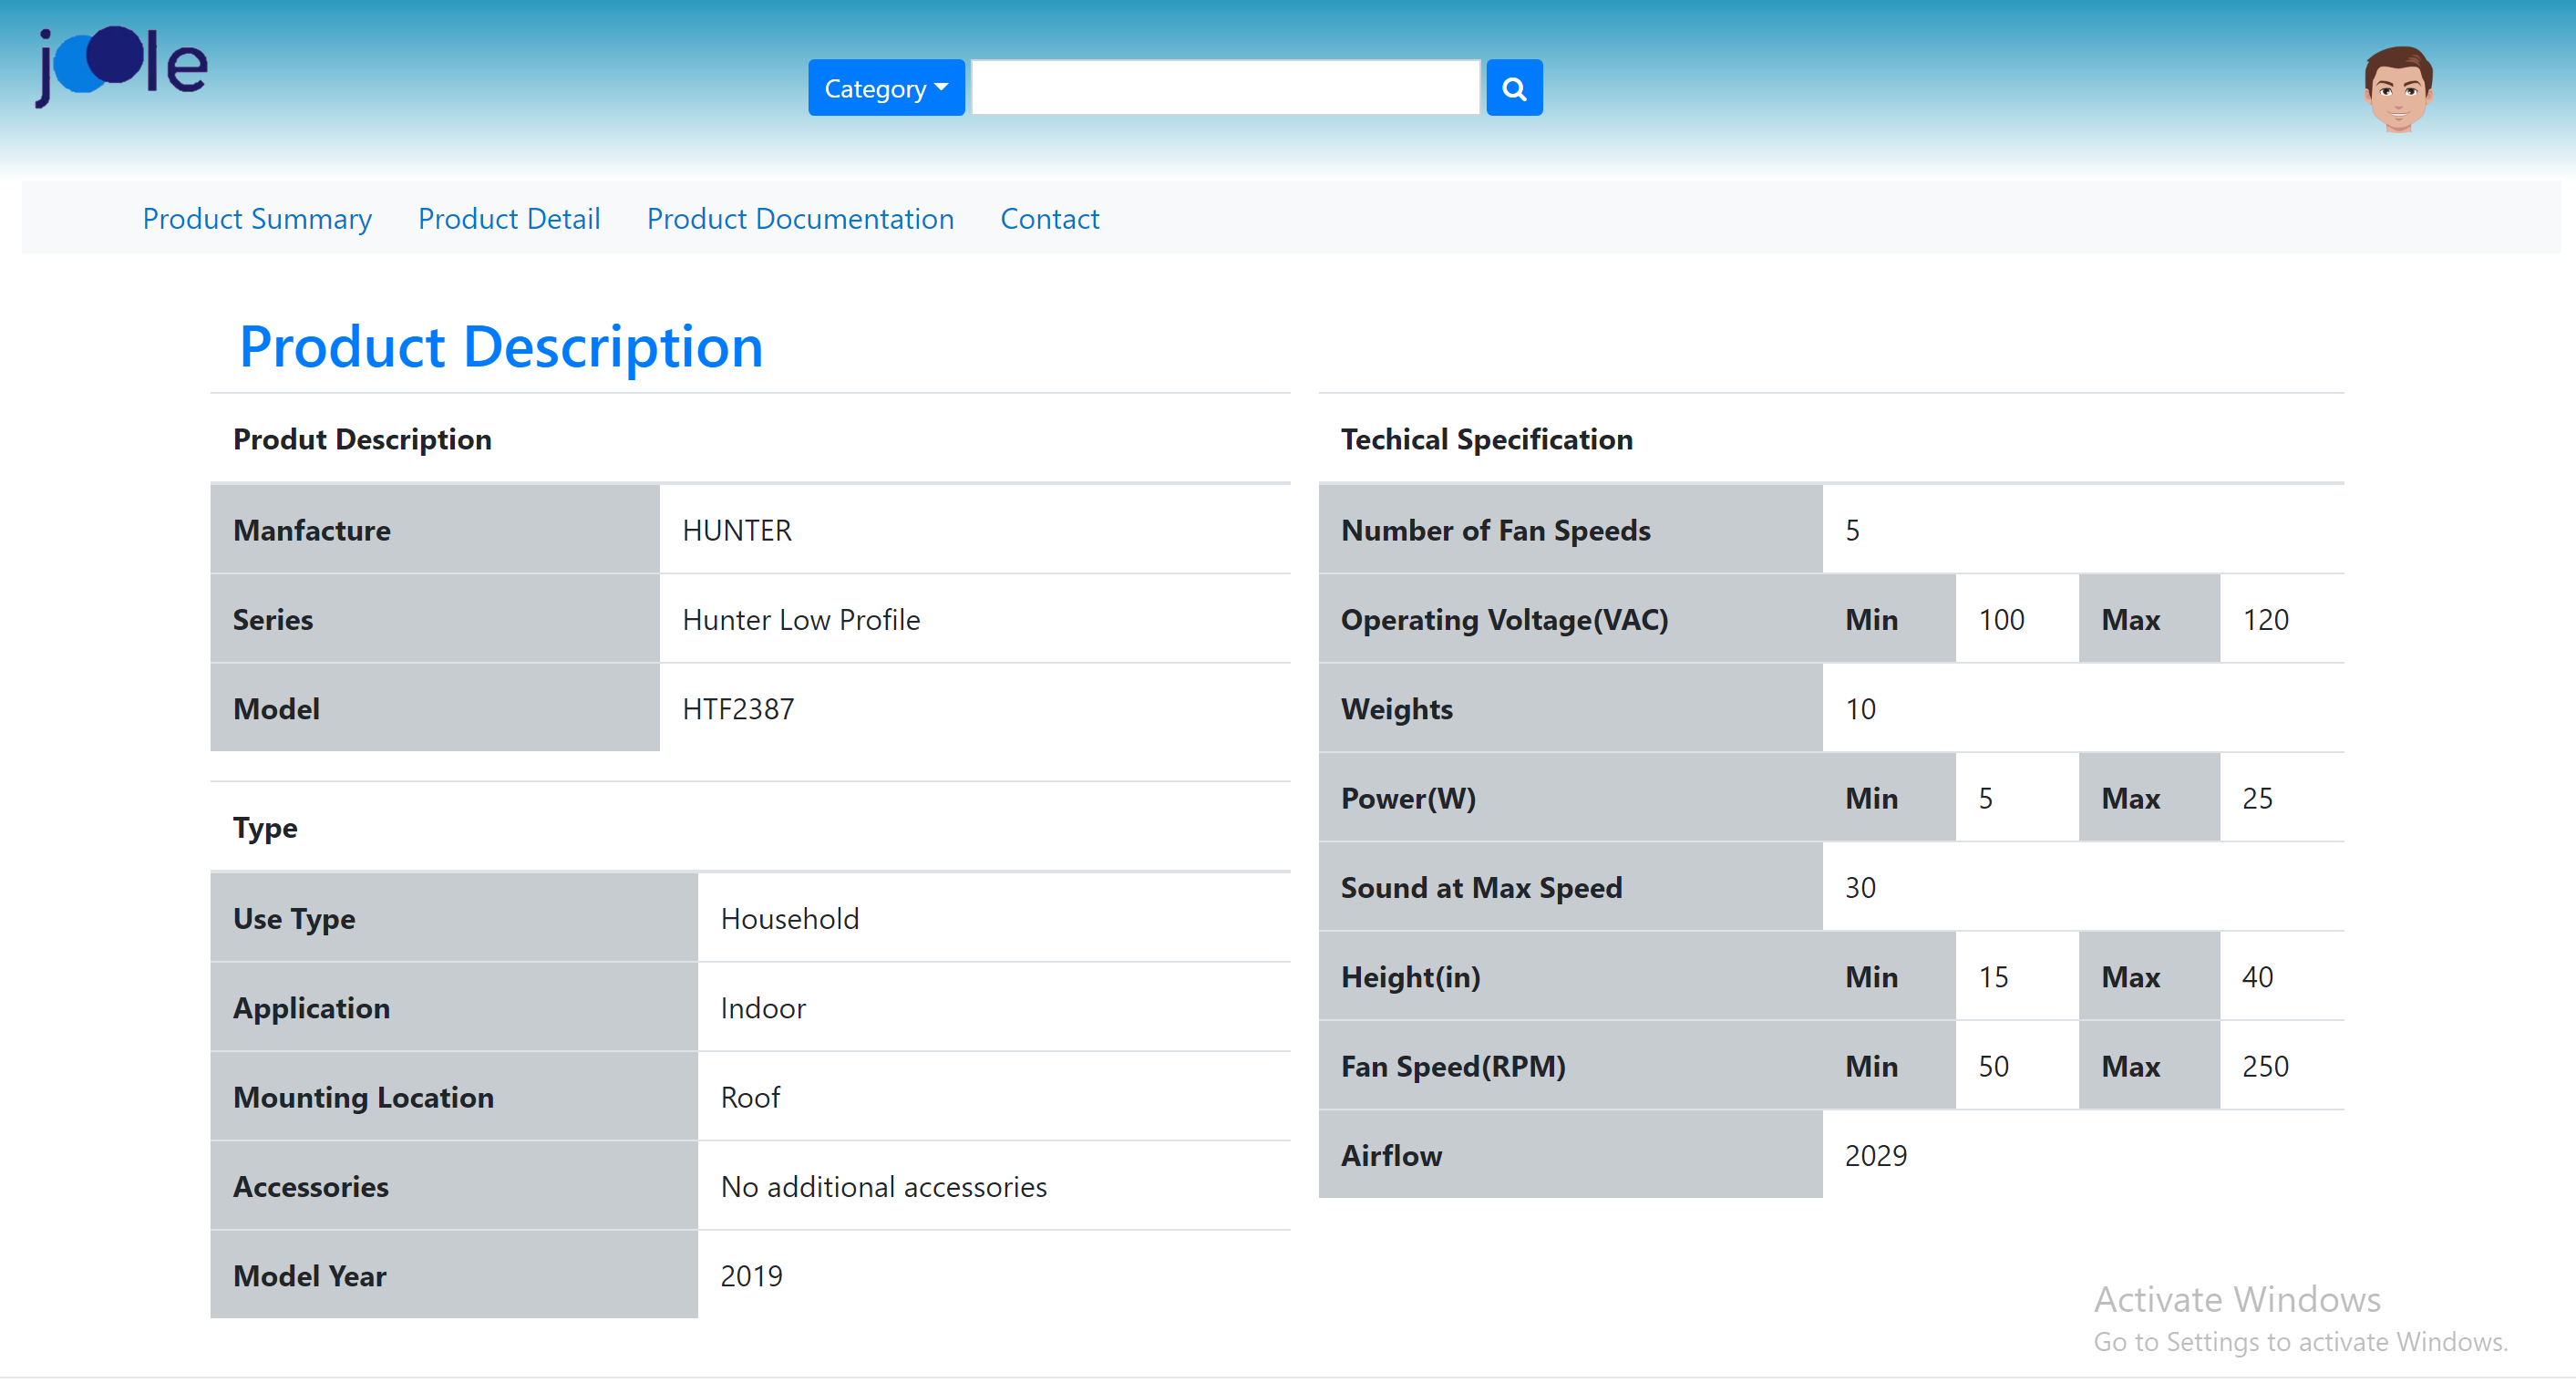 joole
Category
Product Summary Product Detail Product Documentation Contact
Product Description
Produt Description
Manfacture HUNTER
Series Hunter Low Profile
Model HTF2387
Type
Use Type Household
Application Indoor
Mounting Location Roof
Accessories No additional accessories
Model Year 2019
Techical Specification
Number of Fan Speeds 5
Operating Voltage(VAC) Min 100 Max 120
Weights 10
Power(W) Min 5 Max 25
Sound at Max Speed 30
Height(in) Min 15 Max 40
Fan Speed(RPM) Min 50 Max 250
Airflow 2029
Activate Windows
Go to Settings to activate Windows.